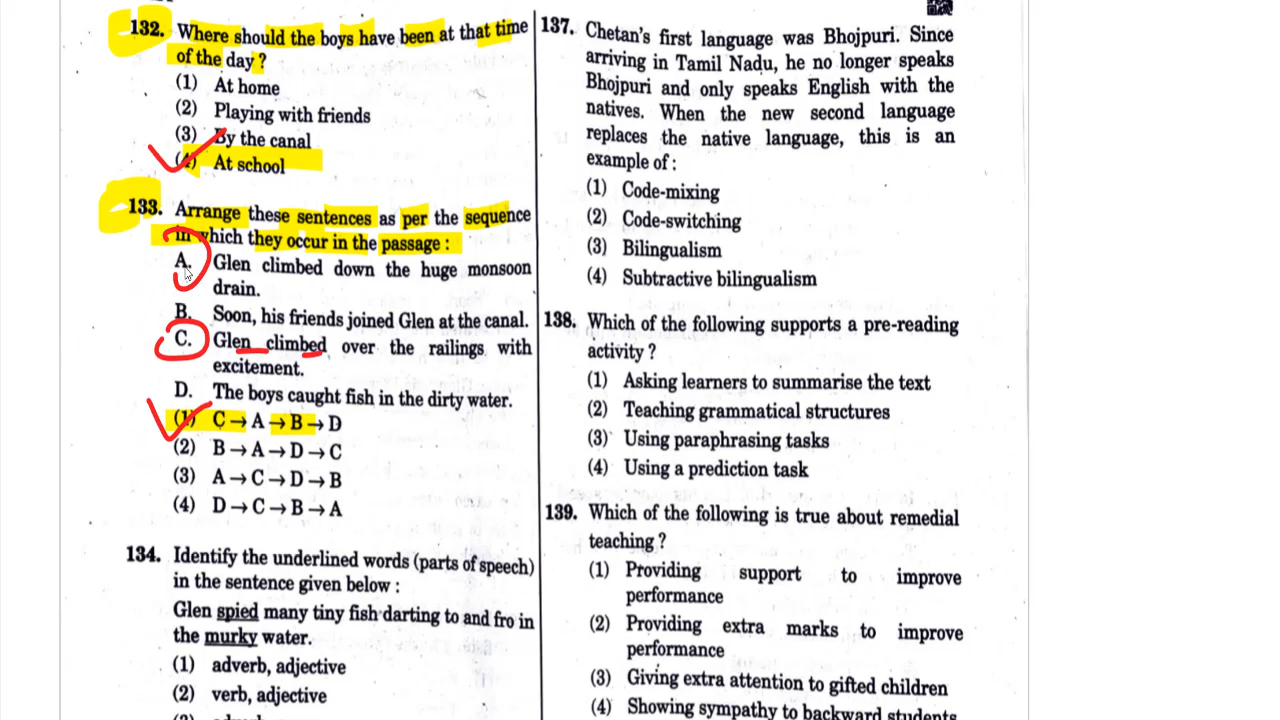 132. Where should the boys have been at that time
of the day ?
(1) At home
(2) Playing with friends
(3) By the canal
(4) At school
133. Arrange these sentences as per the sequence
in which they occur in the passage :
A. Glen climbed down the huge monsoon
drain.
B. Soon, his friends joined Glen at the canal.
C. Glen climbed over the railings with
excitement.
D. The boys caught fish in the dirty water.
(1) C → A → B → D
(2) B → A → D → C
(3) A → C → D → B
(4) D → C → B → A
134. Identify the underlined words (parts of speech)
in the sentence given below :
Glen spied many tiny fish darting to and fro in
the murky water.
(1) adverb, adjective
(2) verb, adjective
137. Chetan's first language was Bhojpuri. Since
arriving in Tamil Nadu, he no longer speaks
Bhojpuri and only speaks English with the
natives. When the new second language
replaces the native language, this is an
example of :
(1) Code-mixing
(2) Code-switching
(3) Bilingualism
(4) Subtractive bilingualism
138. Which of the following supports a pre-reading
activity ?
(1) Asking learners to summarise the text
(2) Teaching grammatical structures
(3) Using paraphrasing tasks
(4) Using a prediction task
139. Which of the following is true about remedial
teaching ?
(1) Providing support to improve
performance
(2) Providing extra marks to improve
performance
(3) Giving extra attention to gifted children
(4) Showing sympathy to backward students